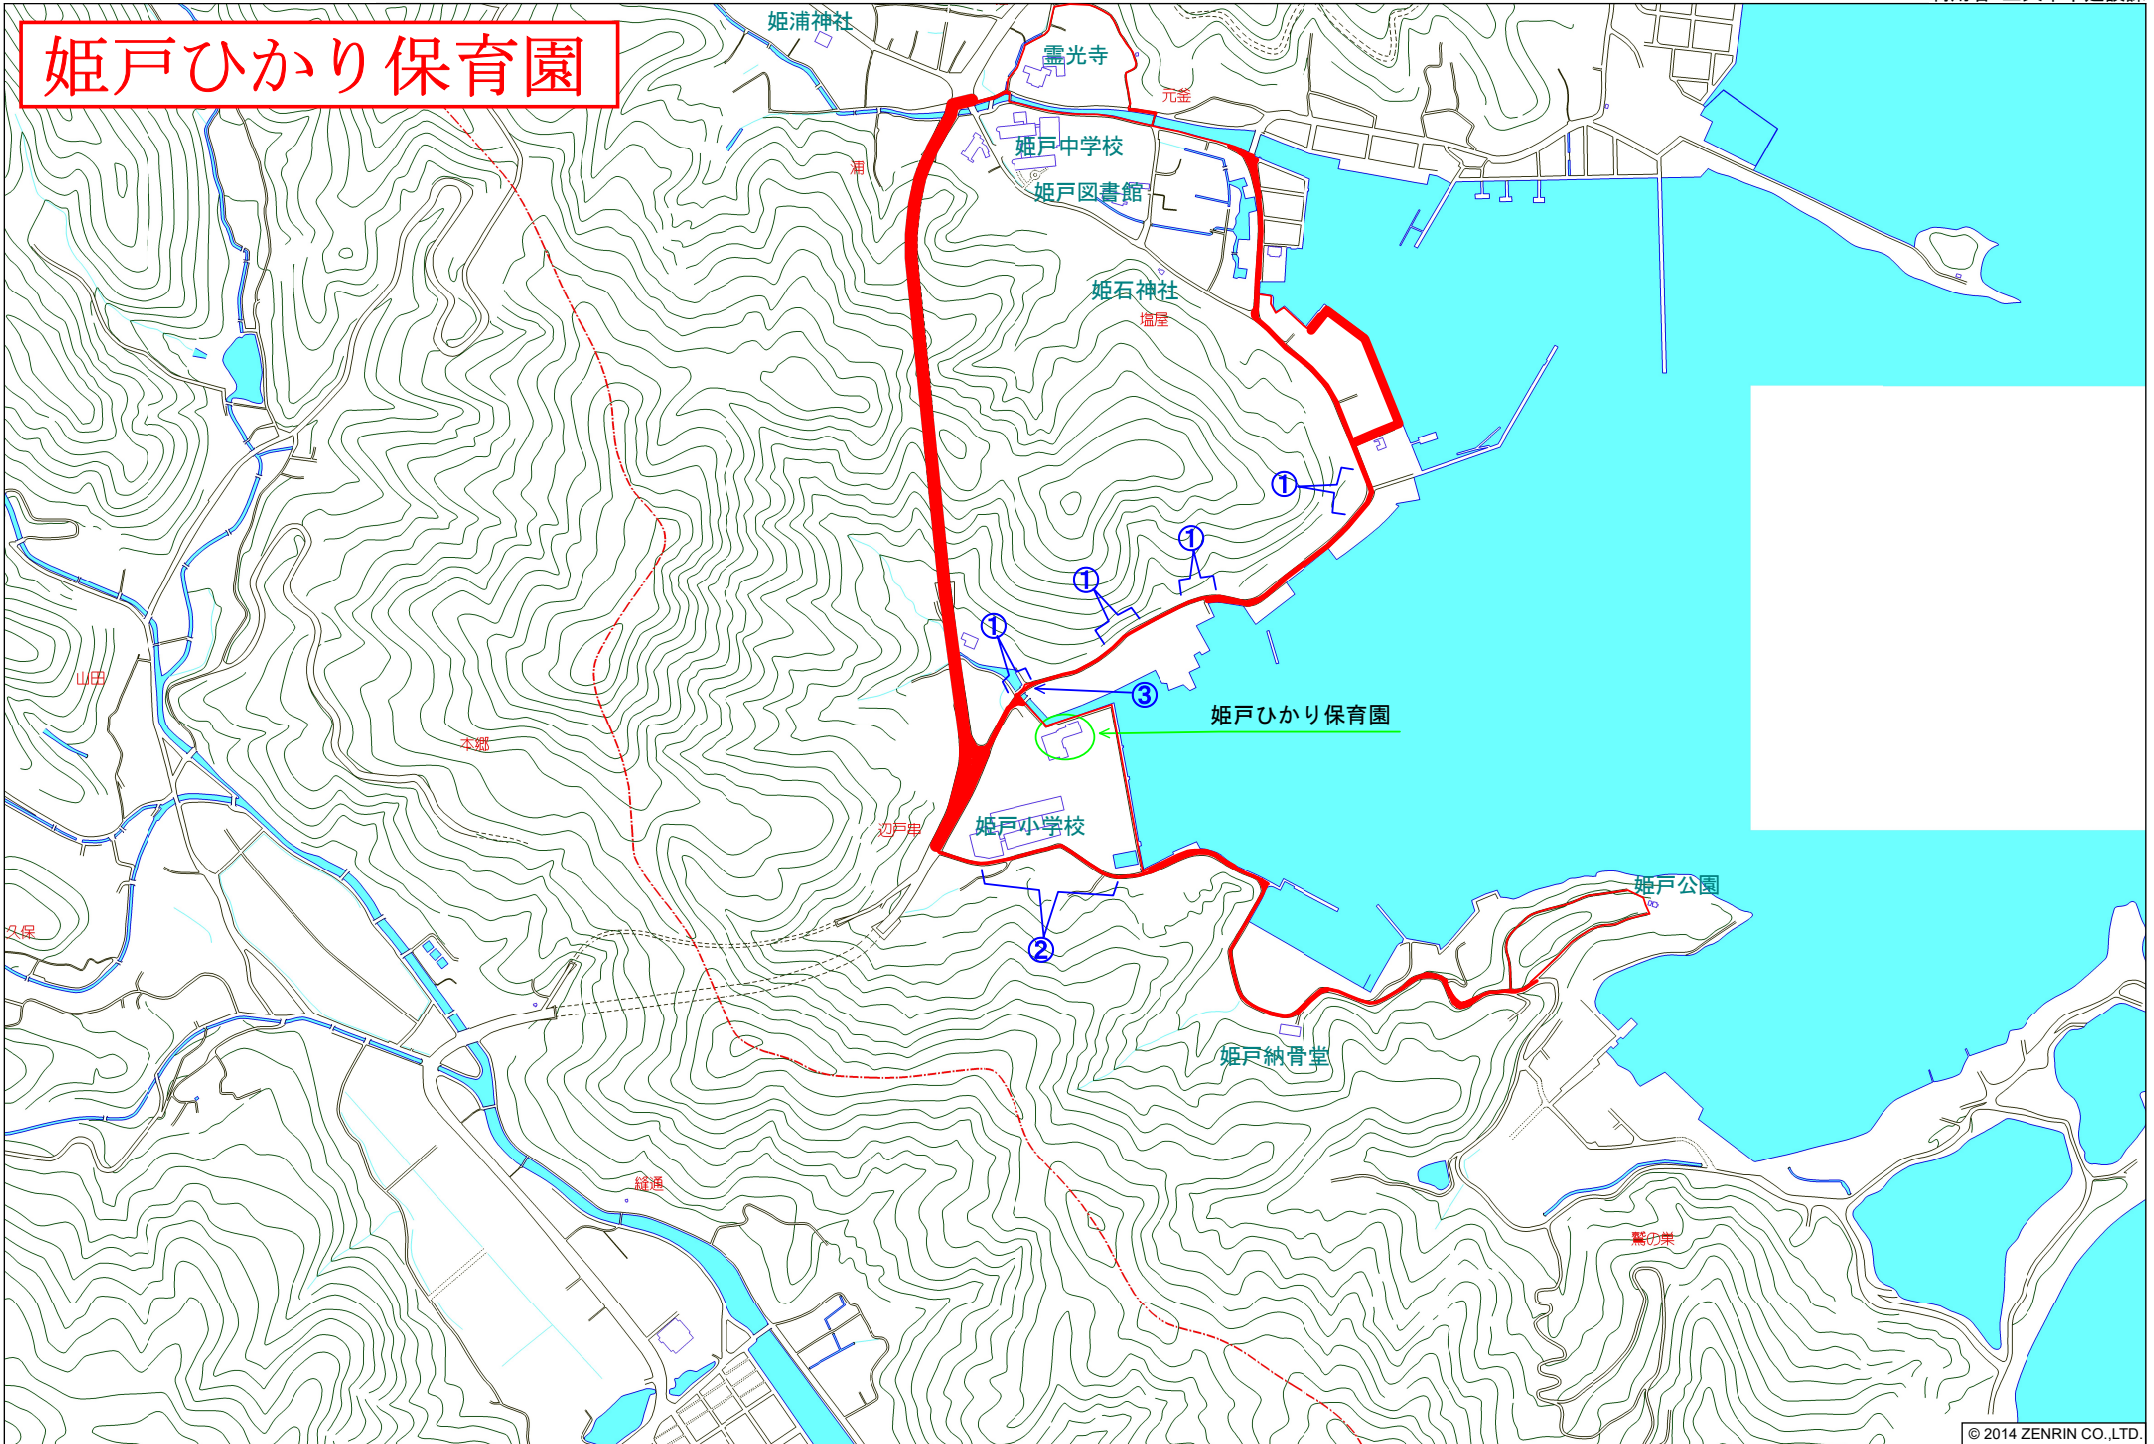 姫戸ひかり保育園
姫浦神社
霊光寺
元釜
姫戸中学校
浦
姫戸図書館
姫石神社
塩屋
①
①
①
①
山田
③
姫戸ひかり保育園
本郷
辺戸串
姫戸小学校
姫戸公園
久保
②
姫戸納骨堂
縫通
鷲の巣
© 2014 ZENRIN CO.,LTD.